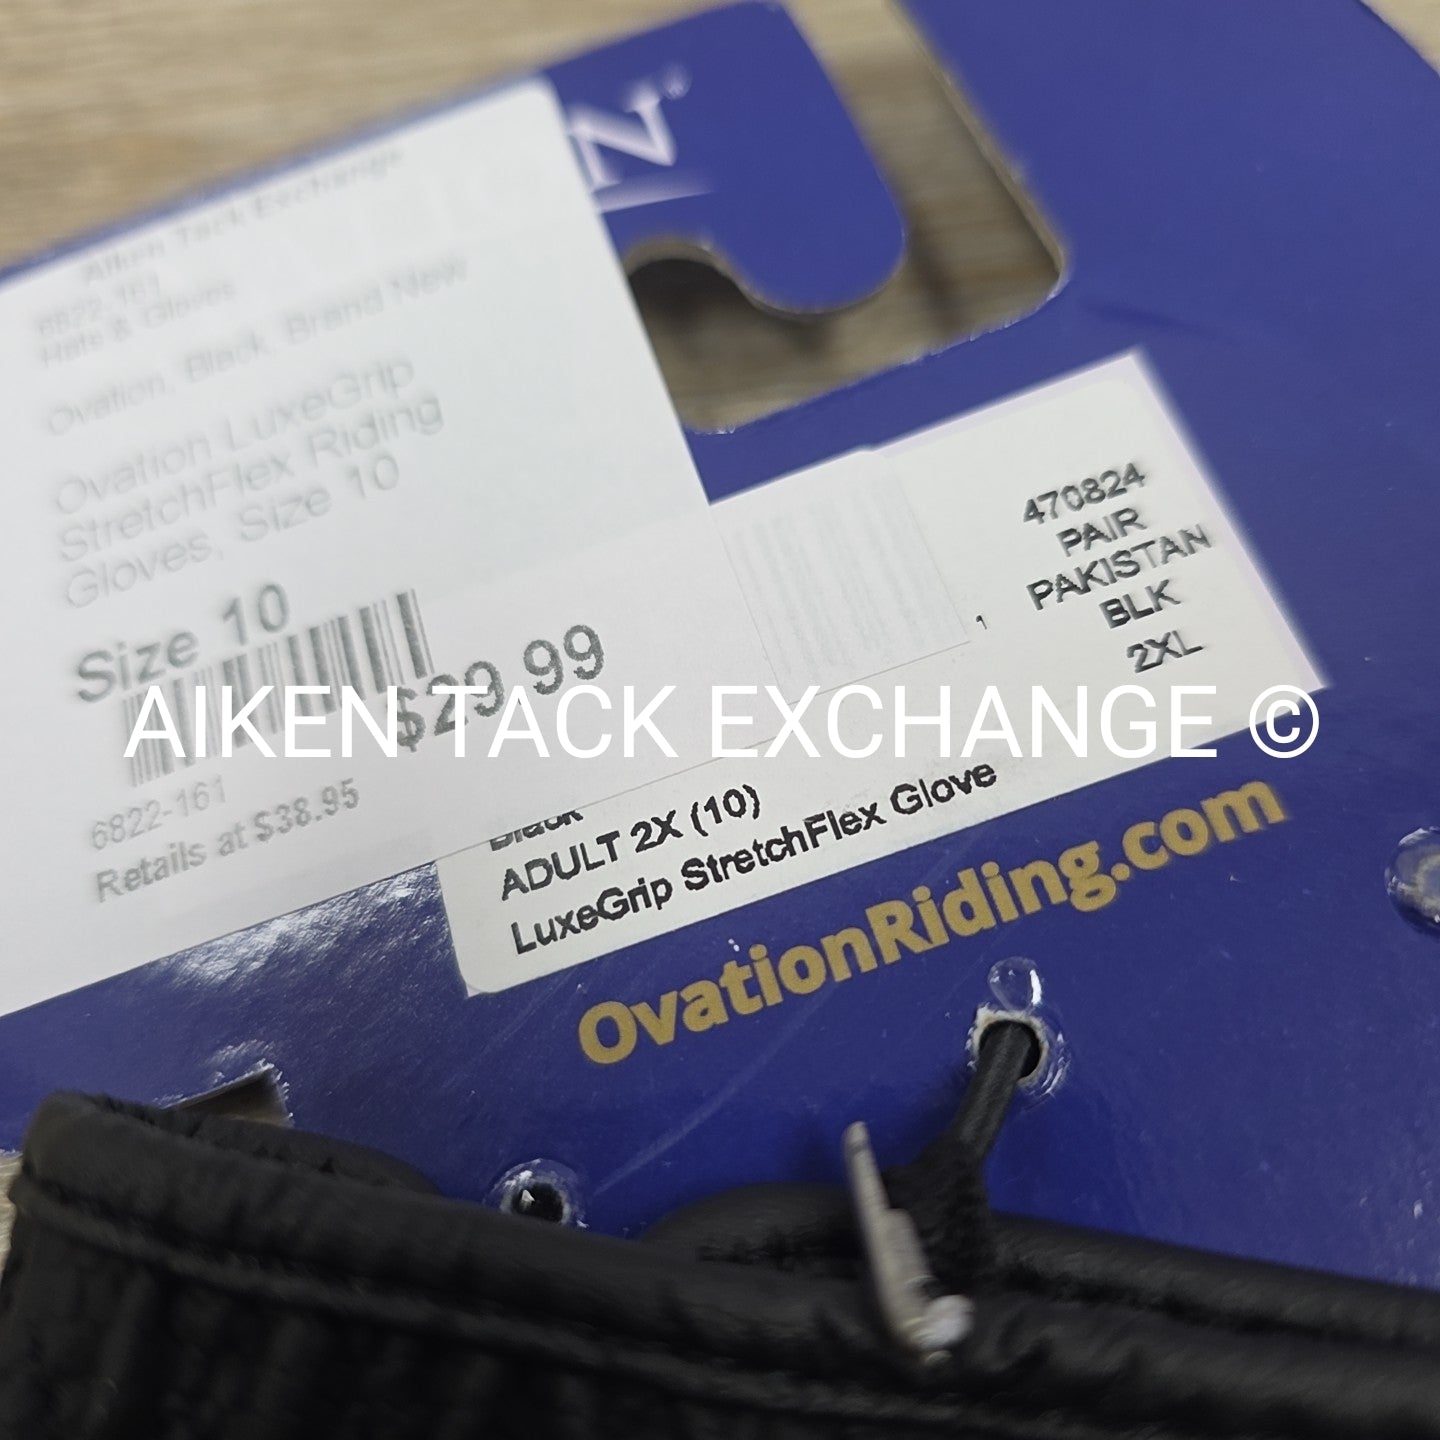 N®
Aiken Tack Exchange
6822-161
Hats & Gloves
Ovation, Black, Brand New
Ovation LuxeGrip
StretchFlex Riding
Gloves, Size 10
Size 10
$29.99
6822-161
Retails at $38.95
470824
PAIR
PAKISTAN
BLK
2XL
1
Black
ADULT 2X (10)
LuxeGrip StretchFlex Glove
OvationRiding.com
AIKEN TACK EXCHANGE ©